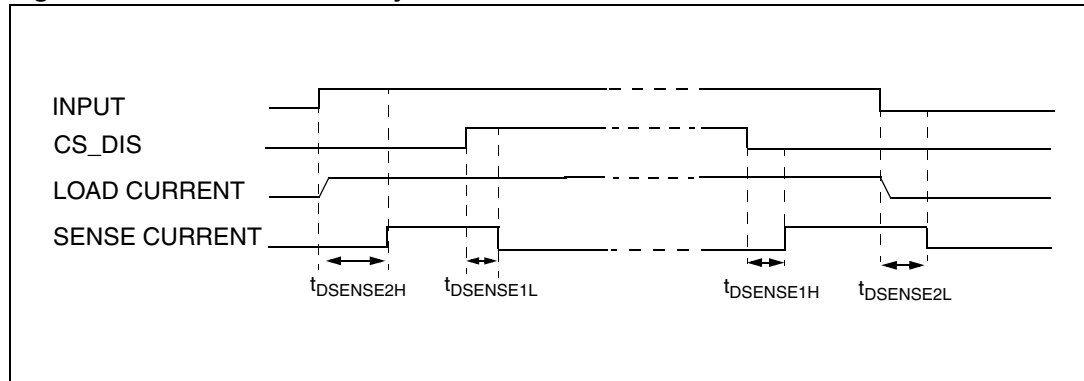 INPUT
CS_DIS
LOAD CURRENT
SENSE CURRENT
tDSENSE2H tDSENSE1L tDSENSE1H tDSENSE2L